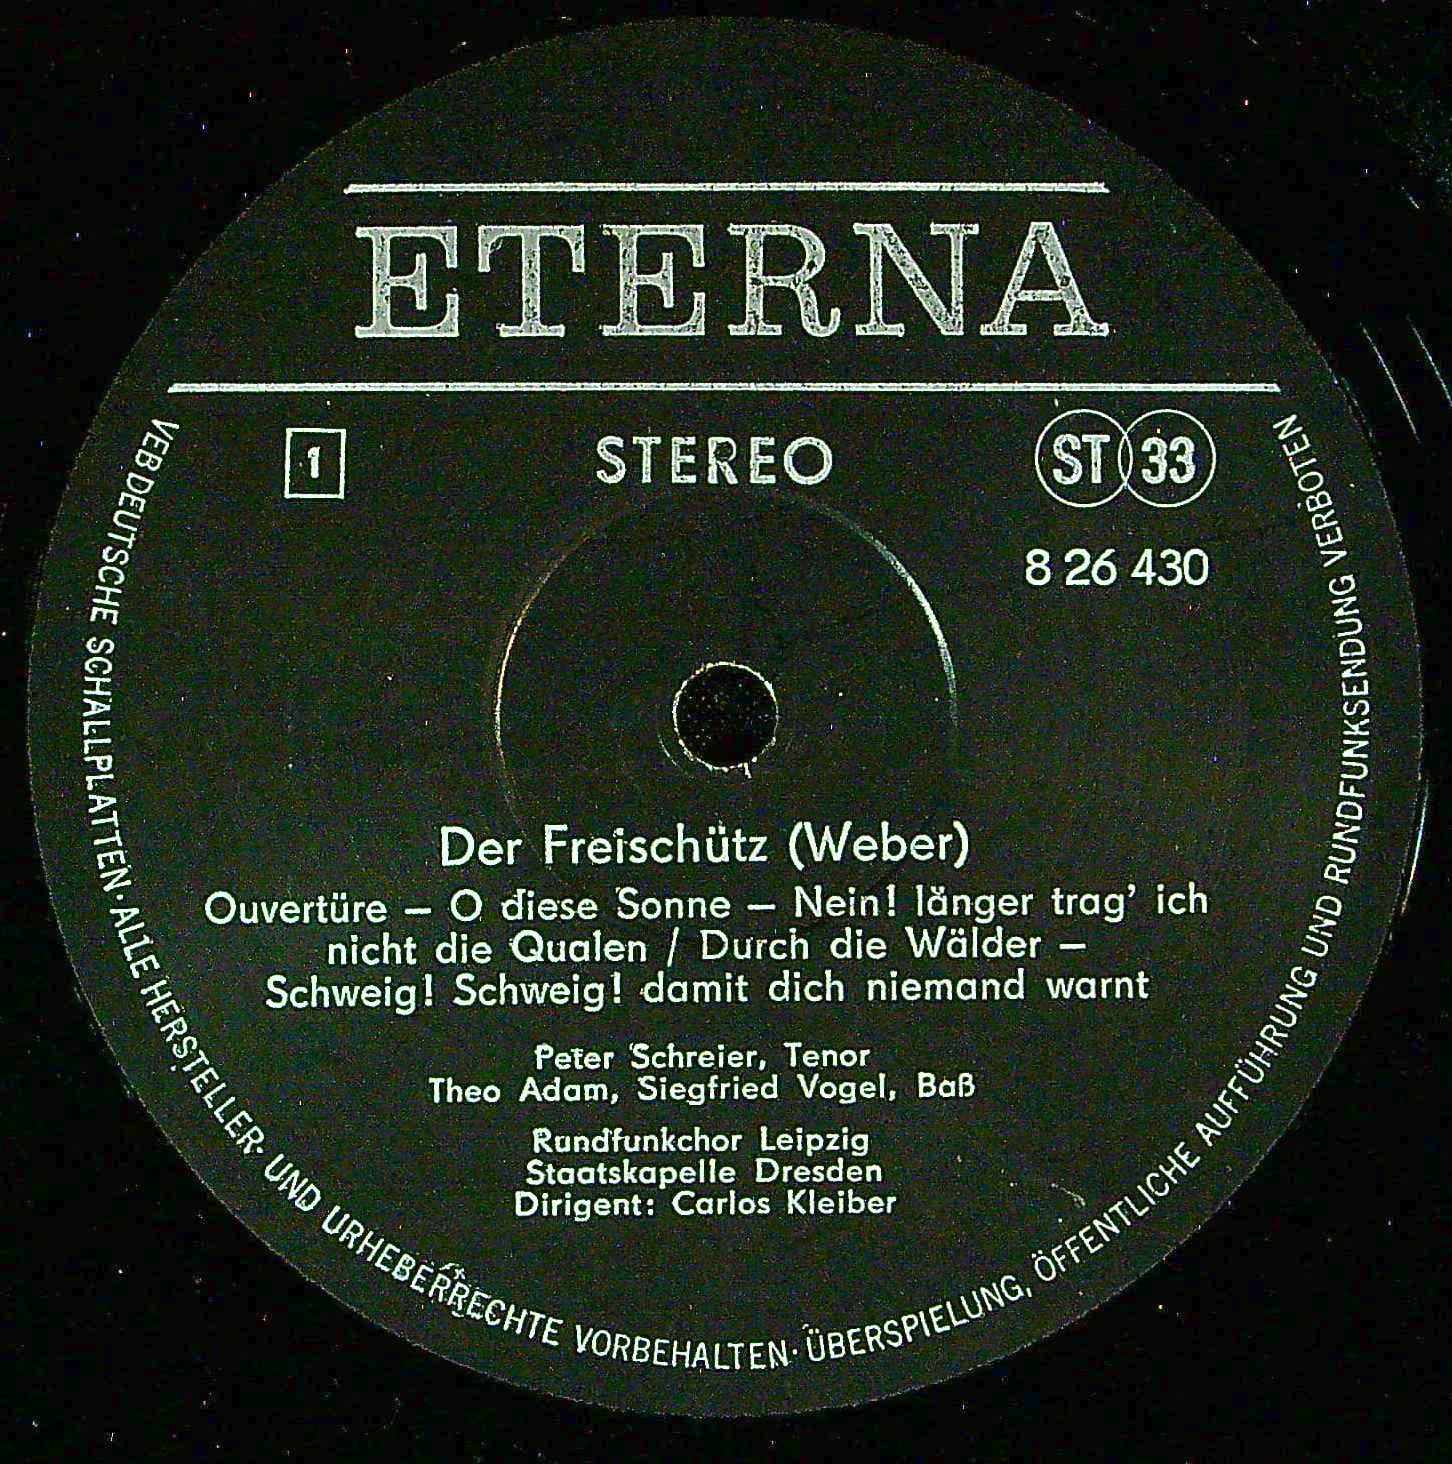 ETERNA
1
STEREO
ST 33
8 26 430
Der Freischütz (Weber)
Ouvertüre – O diese Sonne – Nein! länger trag’ ich
nicht die Qualen / Durch die Wälder –
Schweig! Schweig! damit dich niemand warnt
Peter Schreier, Tenor
Theo Adam, Siegfried Vogel, Baß
Rundfunkchor Leipzig
Staatskapelle Dresden
Dirigent: Carlos Kleiber
VEB DEUTSCHE SCHALLPLATTEN · ALLE HERSTELLER- UND URHEBERRECHTE VORBEHALTEN · ÜBERSPIELUNG, ÖFFENTLICHE AUFFÜHRUNG UND RUNDFUNKSENDUNG VERBOTEN